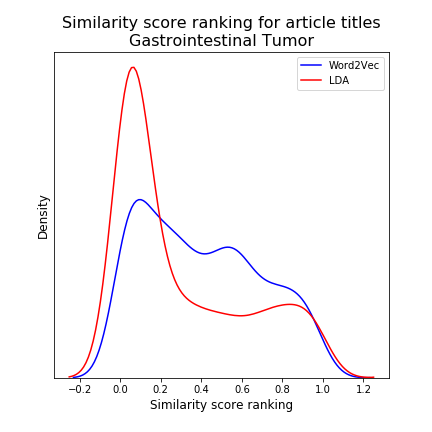 Similarity score ranking for article titles
Gastrointestinal Tumor
Word2Vec
LDA
Density
−0.2 0.0 0.2 0.4 0.6 0.8 1.0 1.2
Similarity score ranking